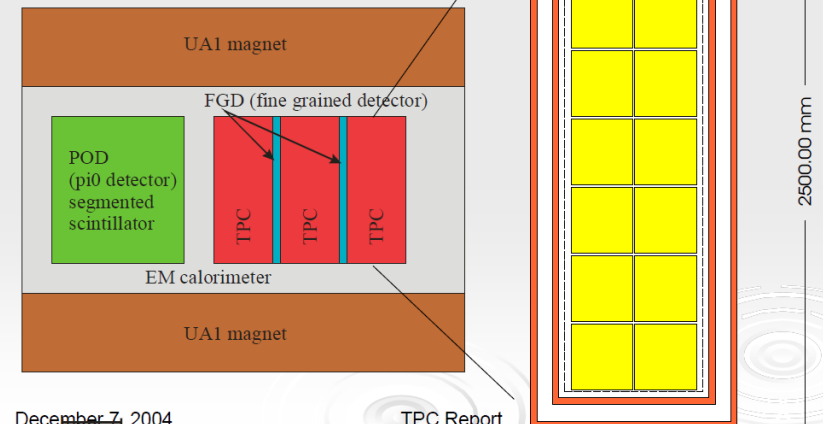 UA1 magnet
FGD (fine grained detector)
POD
(pi0 detector)
segmented
scintillator
TPC
TPC
TPC
EM calorimeter
UA1 magnet
2500.00 mm
December 7, 2004
TPC Report